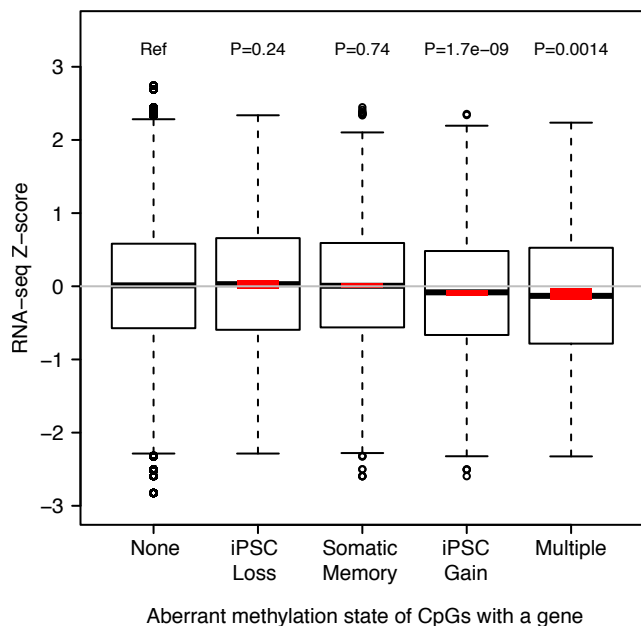 Ref P=0.24 P=0.74 P=1.7e−09 P=0.0014
3
2
1
0
−1
−2
−3
RNA−seq Z−score
None iPSC Somatic iPSC Multiple
Loss Memory Gain
Aberrant methylation state of CpGs with a gene